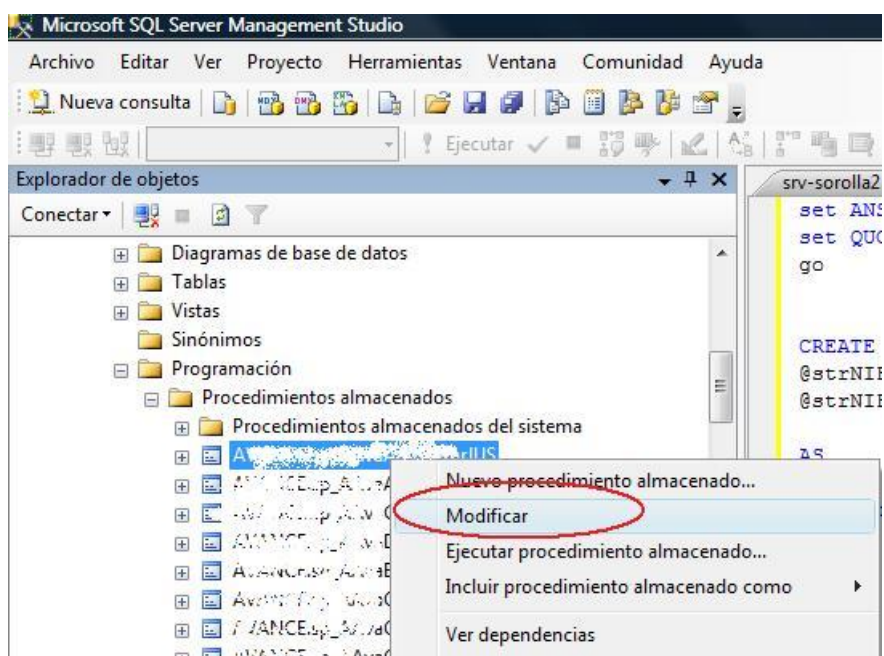 Microsoft SQL Server Management Studio
Archivo Editar Ver Proyecto Herramientas Ventana Comunidad Ayuda
Nueva consulta
Ejecutar
Explorador de objetos
srv-sorolla2
Conectar
set ANS
set QUO
go
Diagramas de base de datos
Tablas
Vistas
Sinónimos
Programación
CREATE
Procedimientos almacenados
@strNIF
Procedimientos almacenados del sistema
@strNIF
AS
Nuevo procedimiento almacenado...
Modificar
Ejecutar procedimiento almacenado...
Incluir procedimiento almacenado como
Ver dependencias